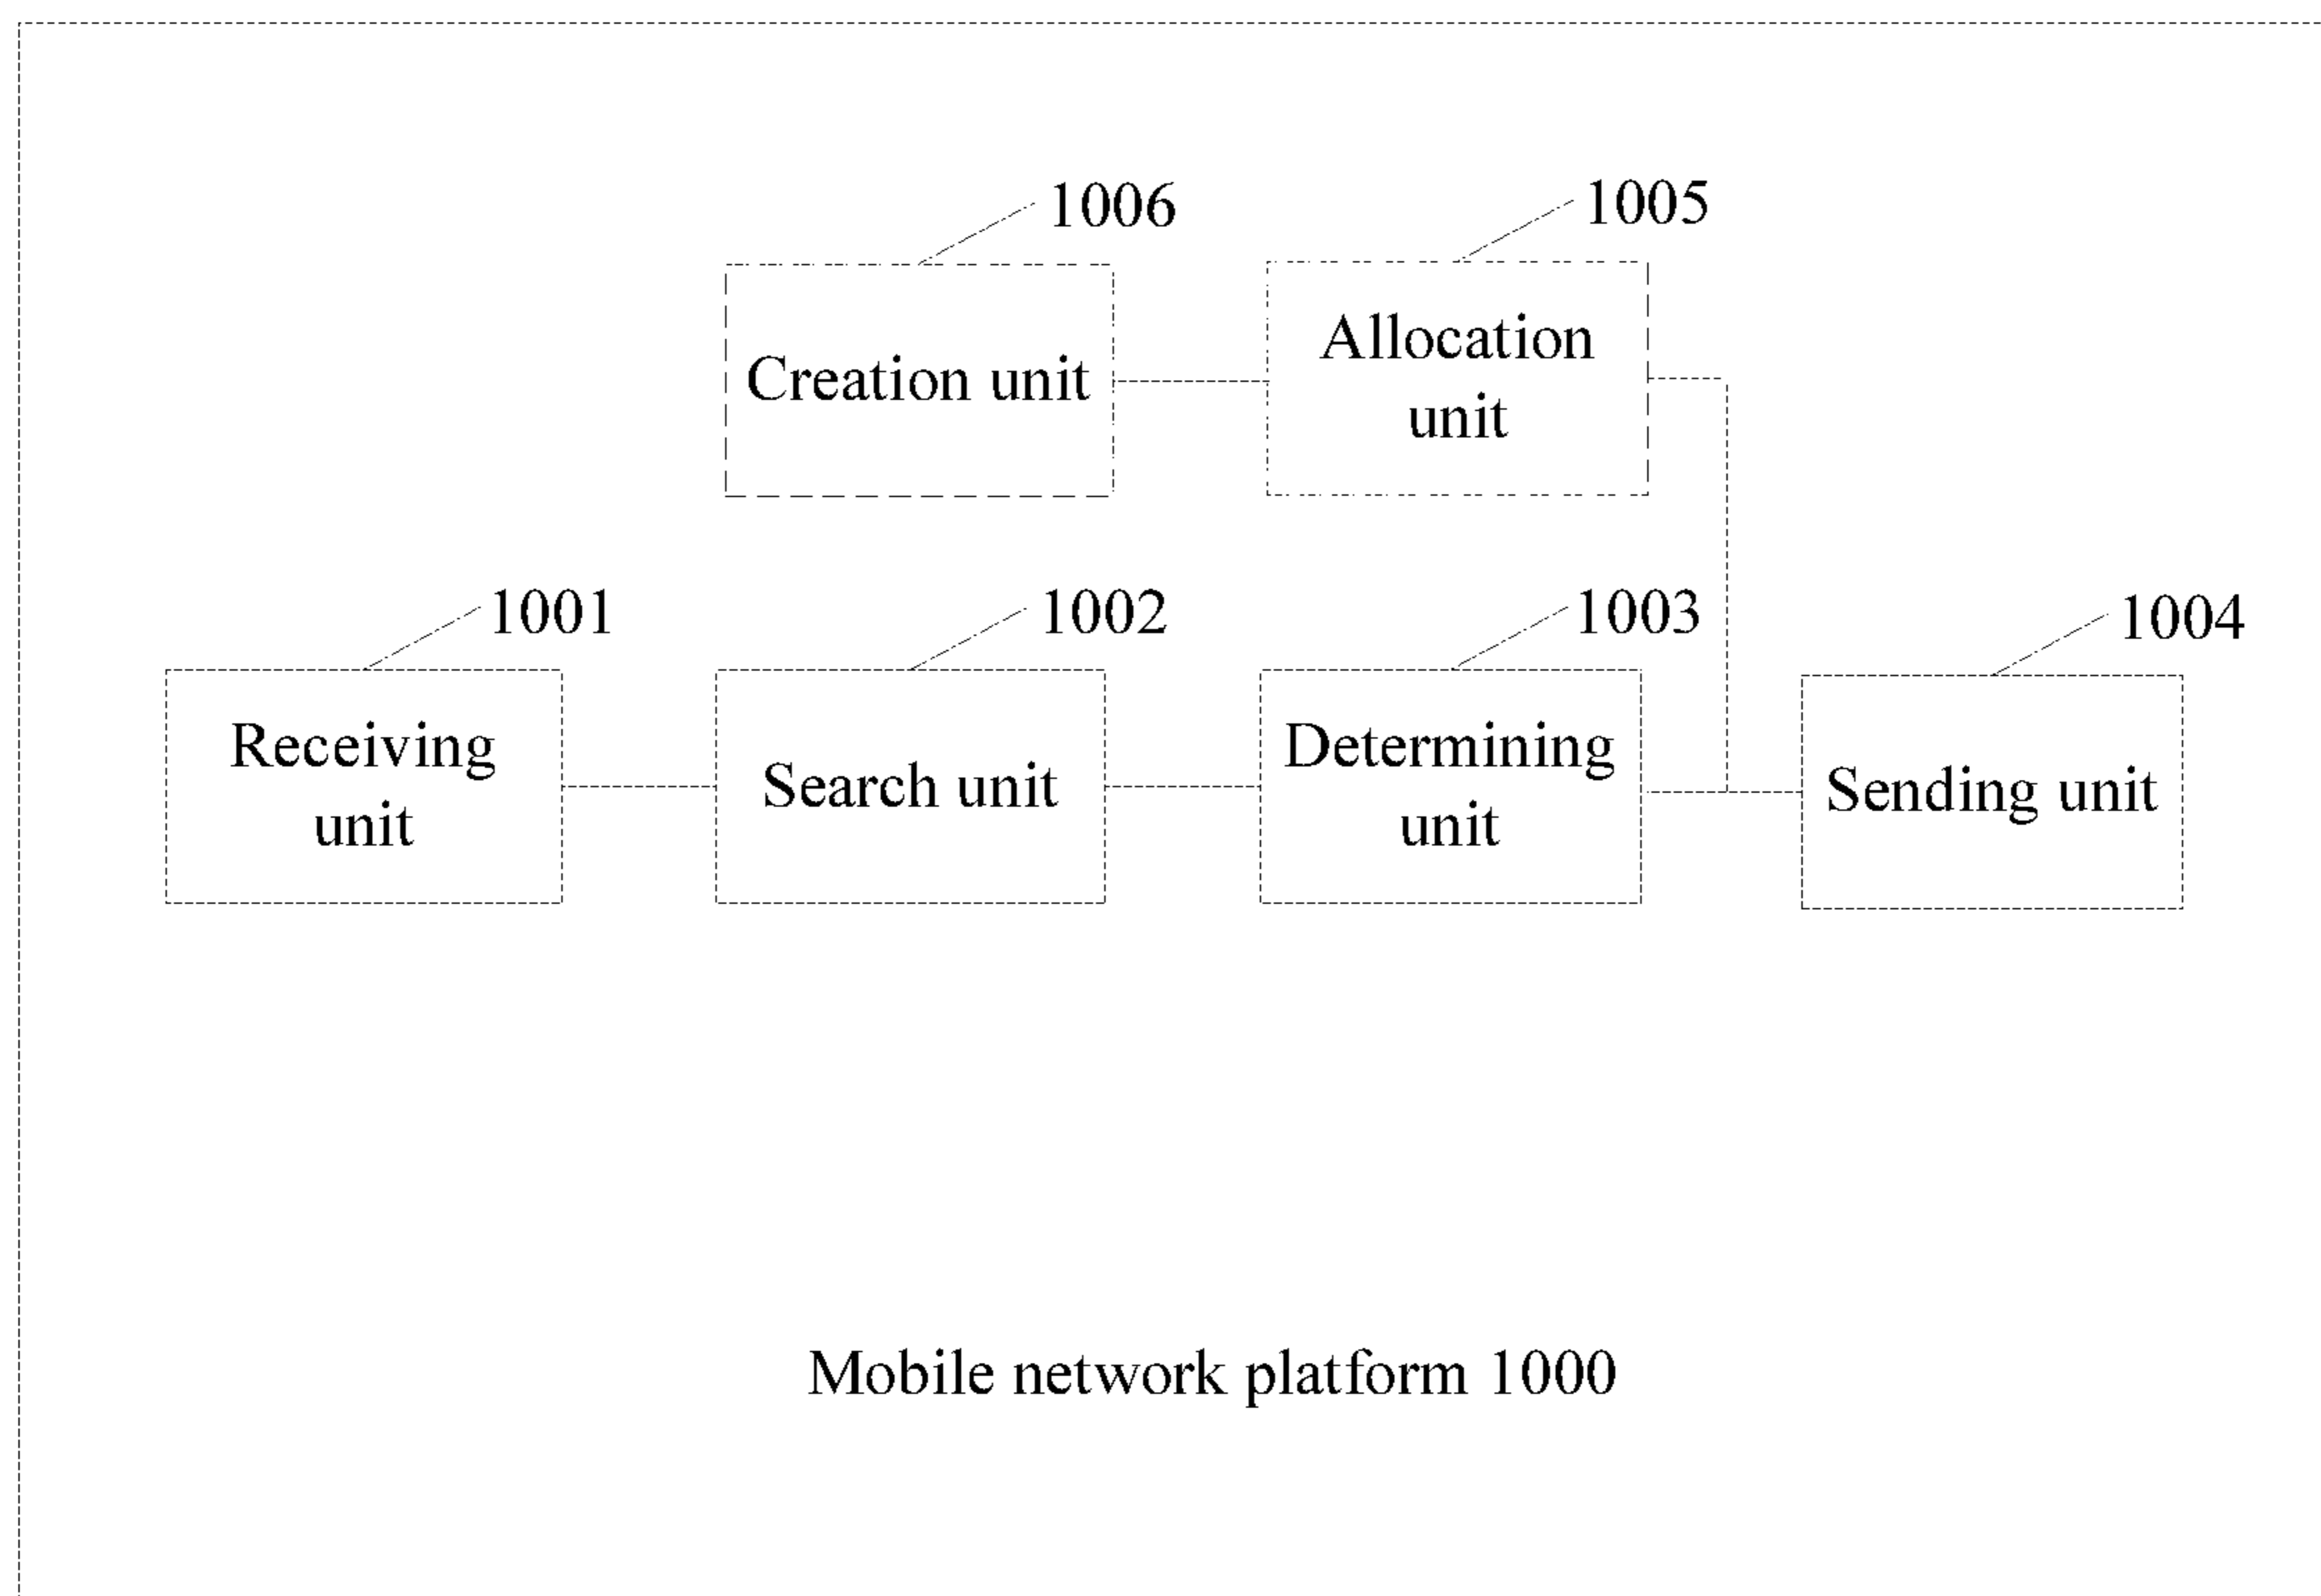 1006
1005
Creation unit
Allocation
unit
1001
1002
1003
1004
Receiving
unit
Search unit
Determining
unit
Sending unit
Mobile network platform 1000